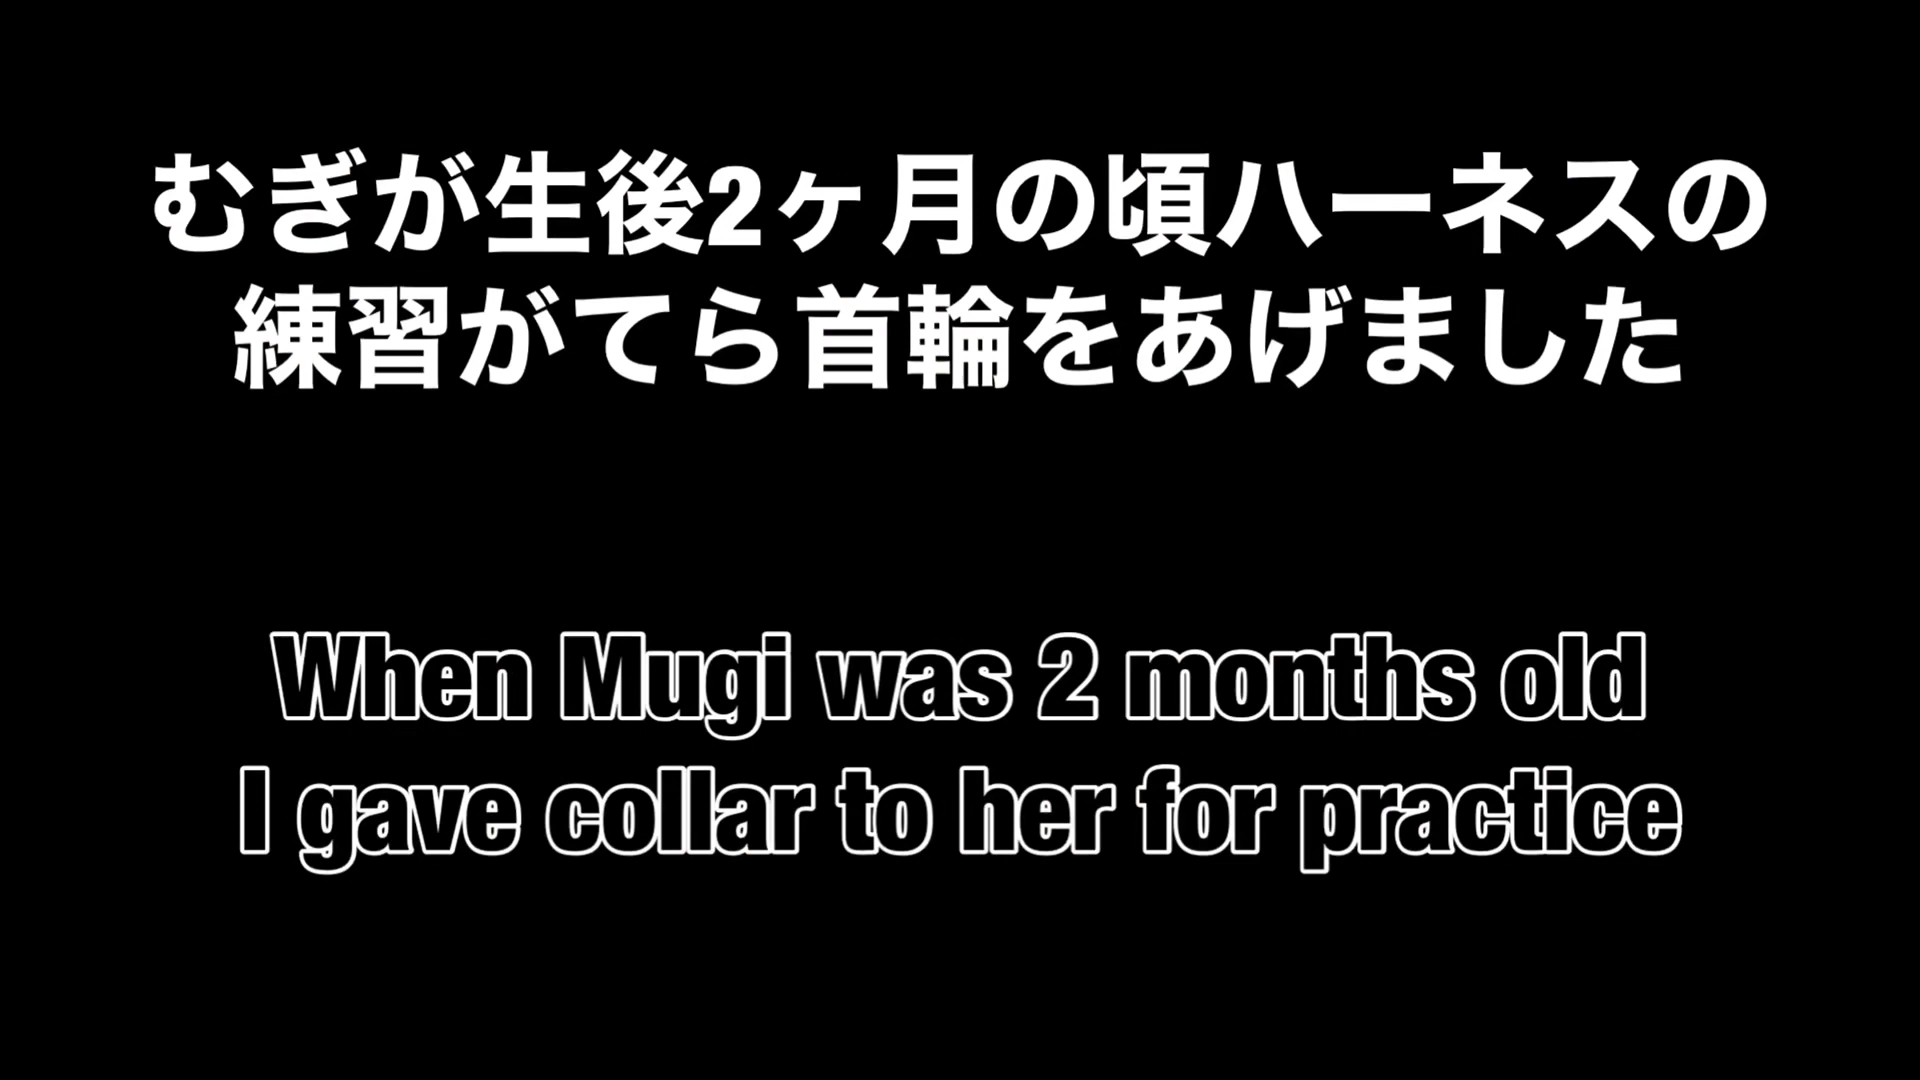 むぎが生後2ヶ月の頃ハーネスの
練習がてら首輪をあげました
When Mugi was 2 months old
I gave collar to her for practice